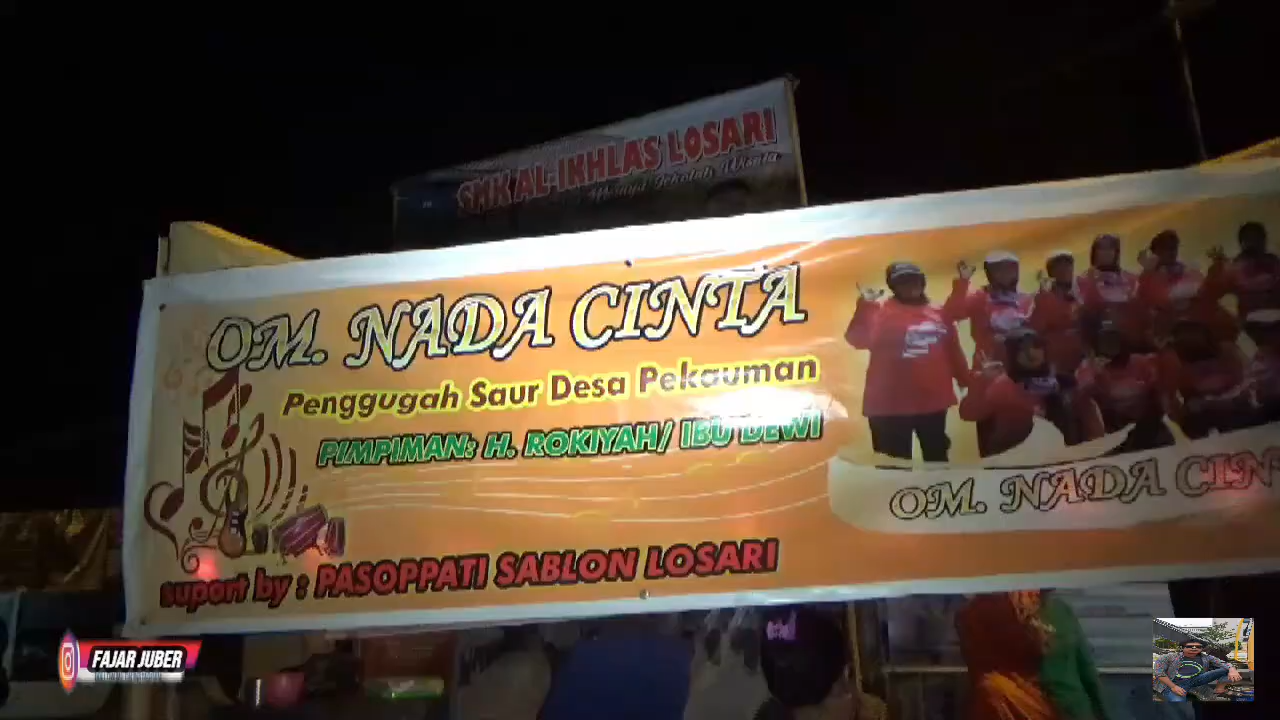 SMK AL-IKHLAS LOSARI
OM. NADA CINTA
Penggugah Saur Desa Pekauman
PIMPIMAN: H. ROKIYAH/ IBU DEWI
OM. NADA CIN
suport by : PASOPPATI SABLON LOSARI
FAJAR JUBER